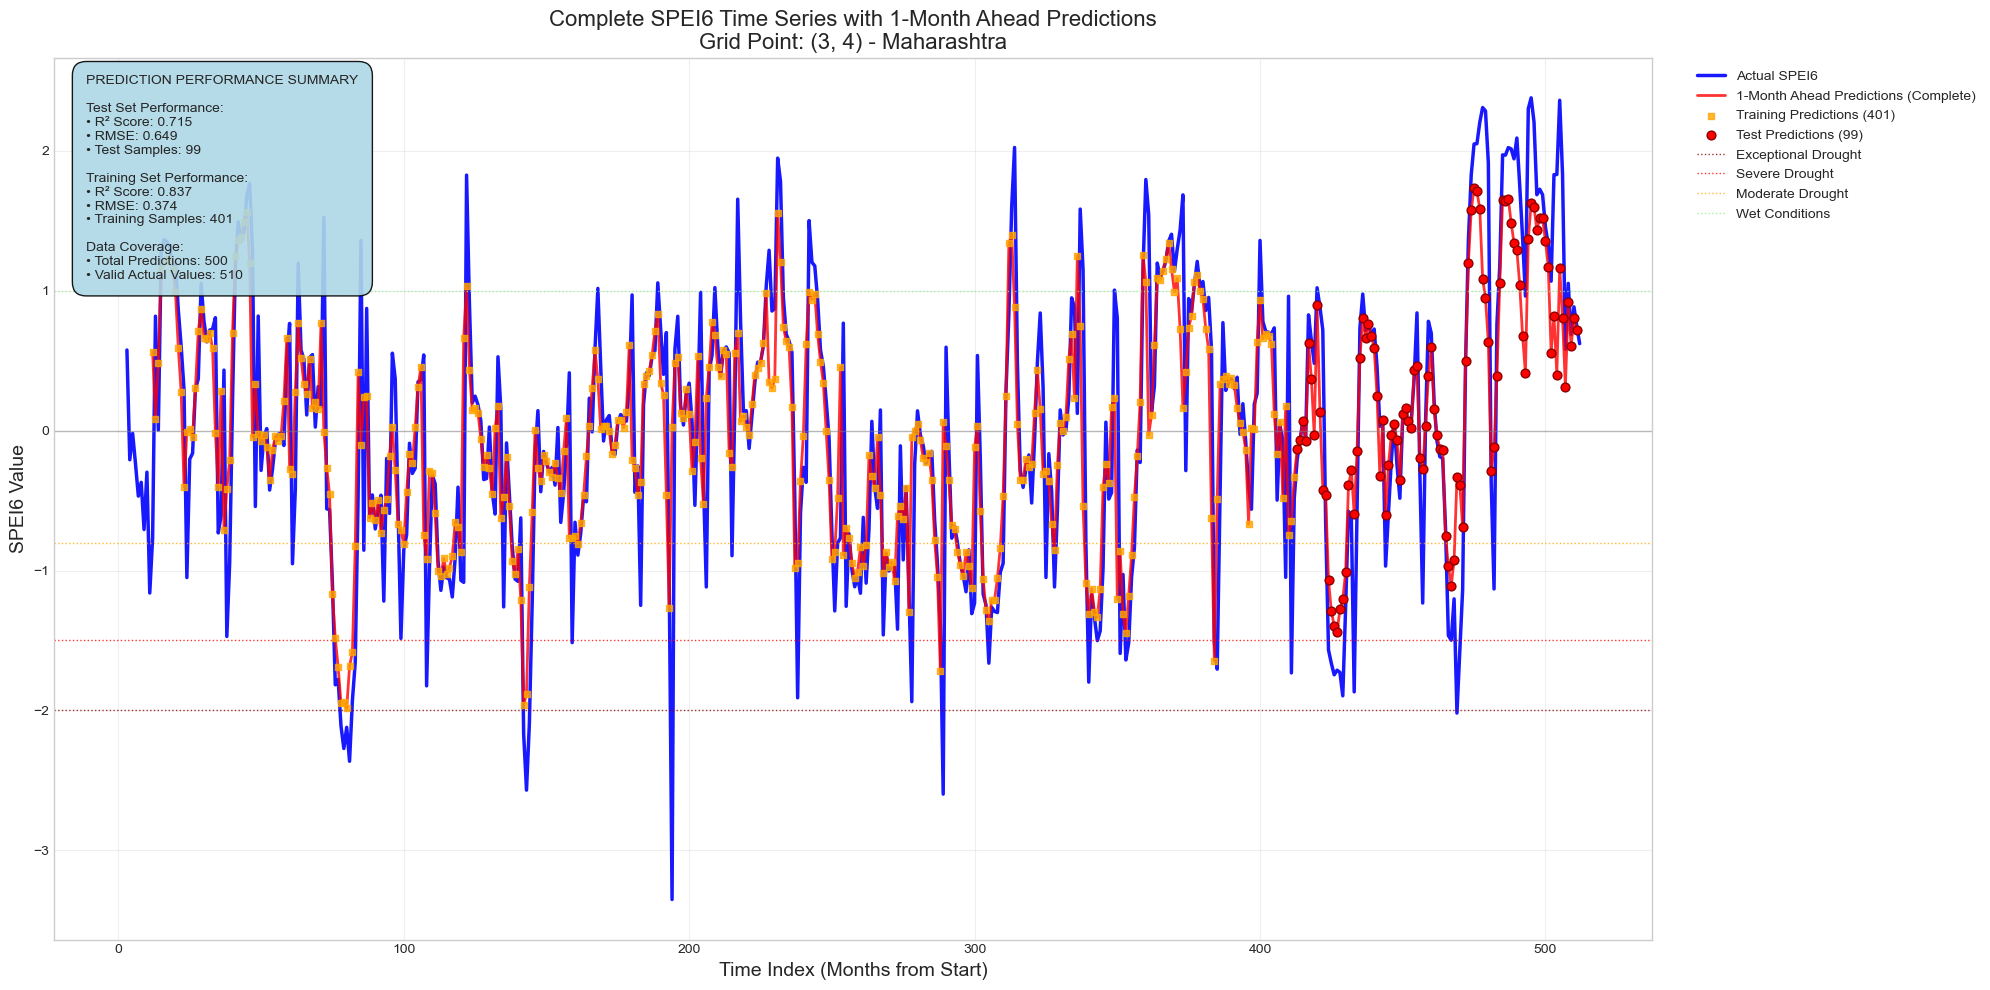 Complete SPEI6 Time Series with 1-Month Ahead Predictions
Grid Point: (3, 4) - Maharashtra
PREDICTION PERFORMANCE SUMMARY
Test Set Performance:
• R² Score: 0.715
• RMSE: 0.649
• Test Samples: 99
Training Set Performance:
• R² Score: 0.837
• RMSE: 0.374
• Training Samples: 401
Data Coverage:
• Total Predictions: 500
• Valid Actual Values: 510
Actual SPEI6
1-Month Ahead Predictions (Complete)
Training Predictions (401)
Test Predictions (99)
Exceptional Drought
Severe Drought
Moderate Drought
Wet Conditions
SPEI6 Value
2
1
0
−1
−2
−3
0 100 200 300 400 500
Time Index (Months from Start)